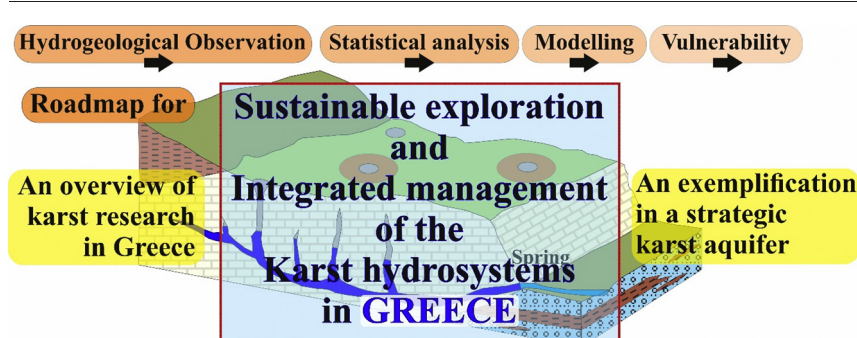 Hydrogeological Observation
Statistical analysis
Modelling
Vulnerability
Roadmap for
Sustainable exploration
and
Integrated management
of the
Karst hydrosystems
in GREECE
An overview of
karst research
in Greece
Spring
An exemplification
in a strategic
karst aquifer